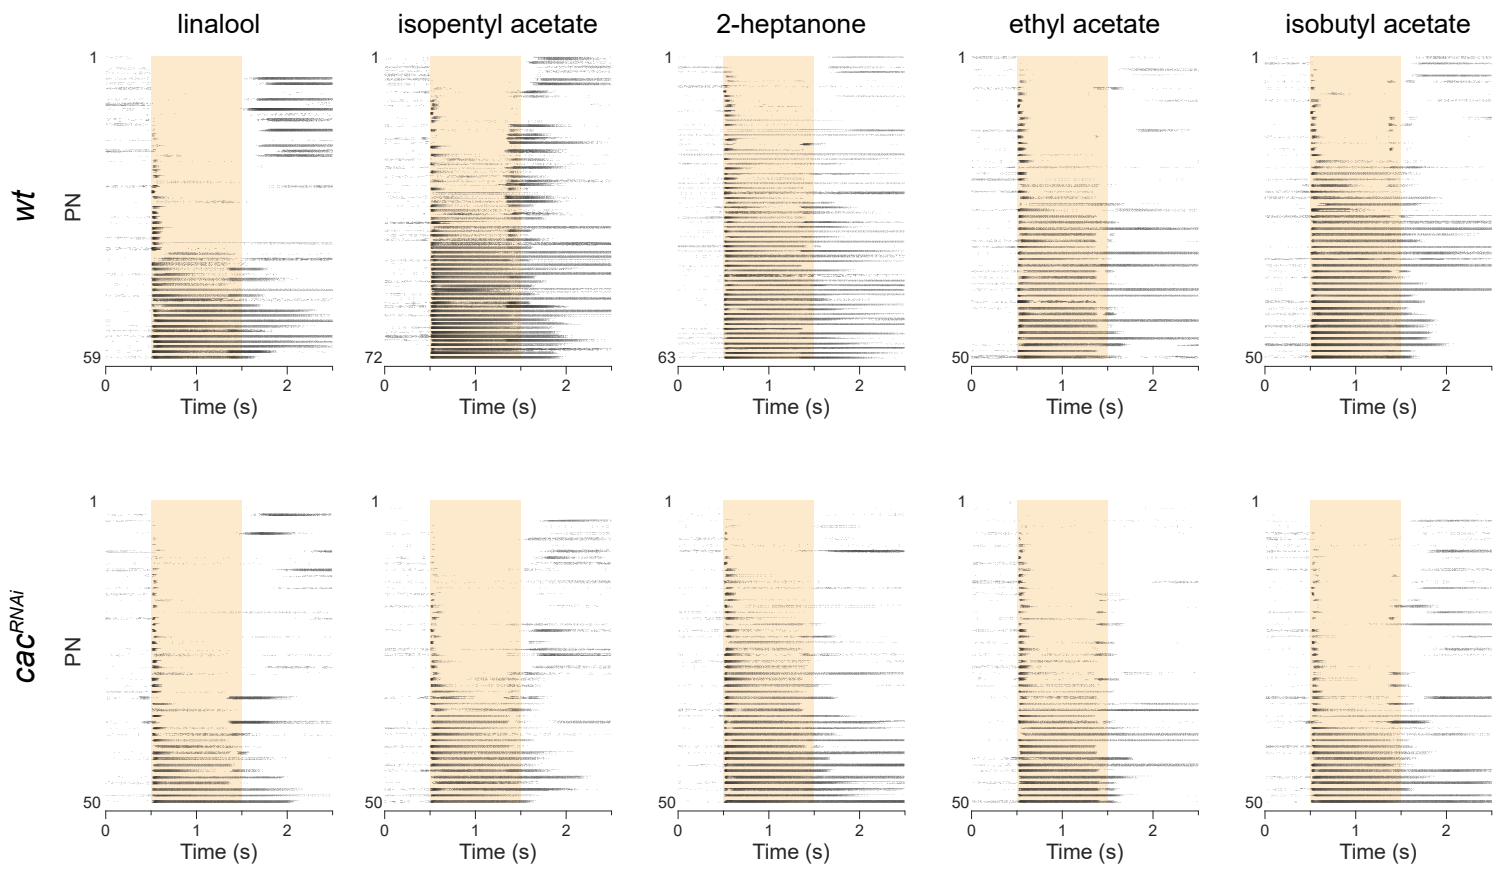 linalool isopentyl acetate 2-heptanone ethyl acetate isobutyl acetate
1 1 1 1 1
wt
PN
59 72 63 50 50
0 1 2 0 1 2 0 1 2 0 1 2 0 1 2
Time (s) Time (s) Time (s) Time (s) Time (s)
1 1 1 1 1
cac^RNAi
PN
50 50 50 50 50
0 1 2 0 1 2 0 1 2 0 1 2 0 1 2
Time (s) Time (s) Time (s) Time (s) Time (s)